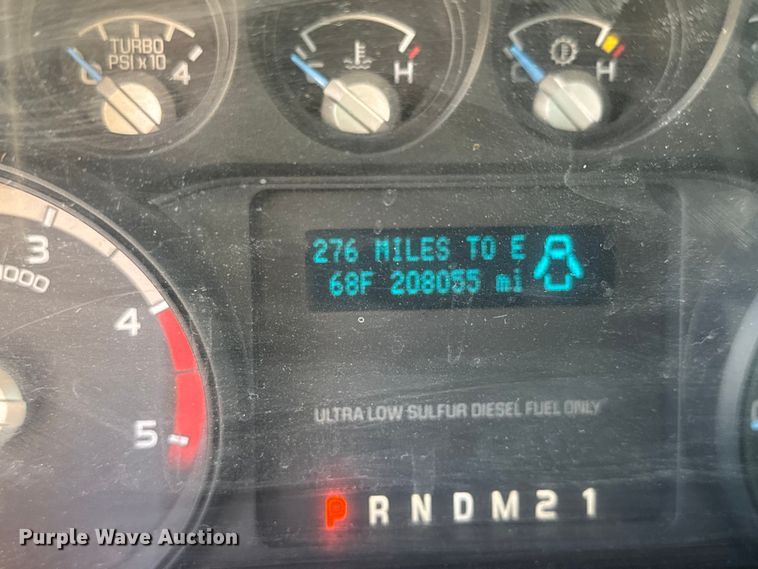 TURBO
PSI x 10
0 4
H
C H
276 MILES TO E
68F 208055 mi
3
1000
4
5
ULTRA LOW SULFUR DIESEL FUEL ONLY
P R N D M 2 1
Purple Wave Auction